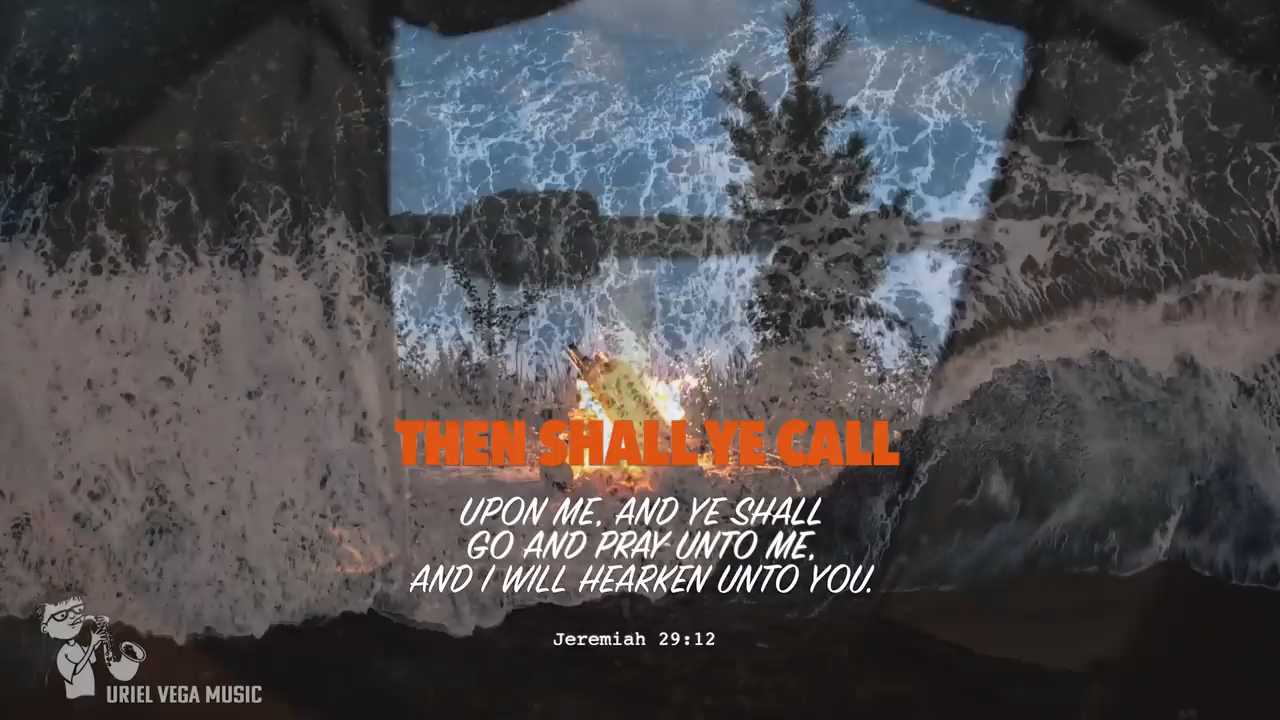 THEN SHALL YE CALL
UPON ME, AND YE SHALL
GO AND PRAY UNTO ME,
AND I WILL HEARKEN UNTO YOU.
Jeremiah 29:12
URIEL VEGA MUSIC